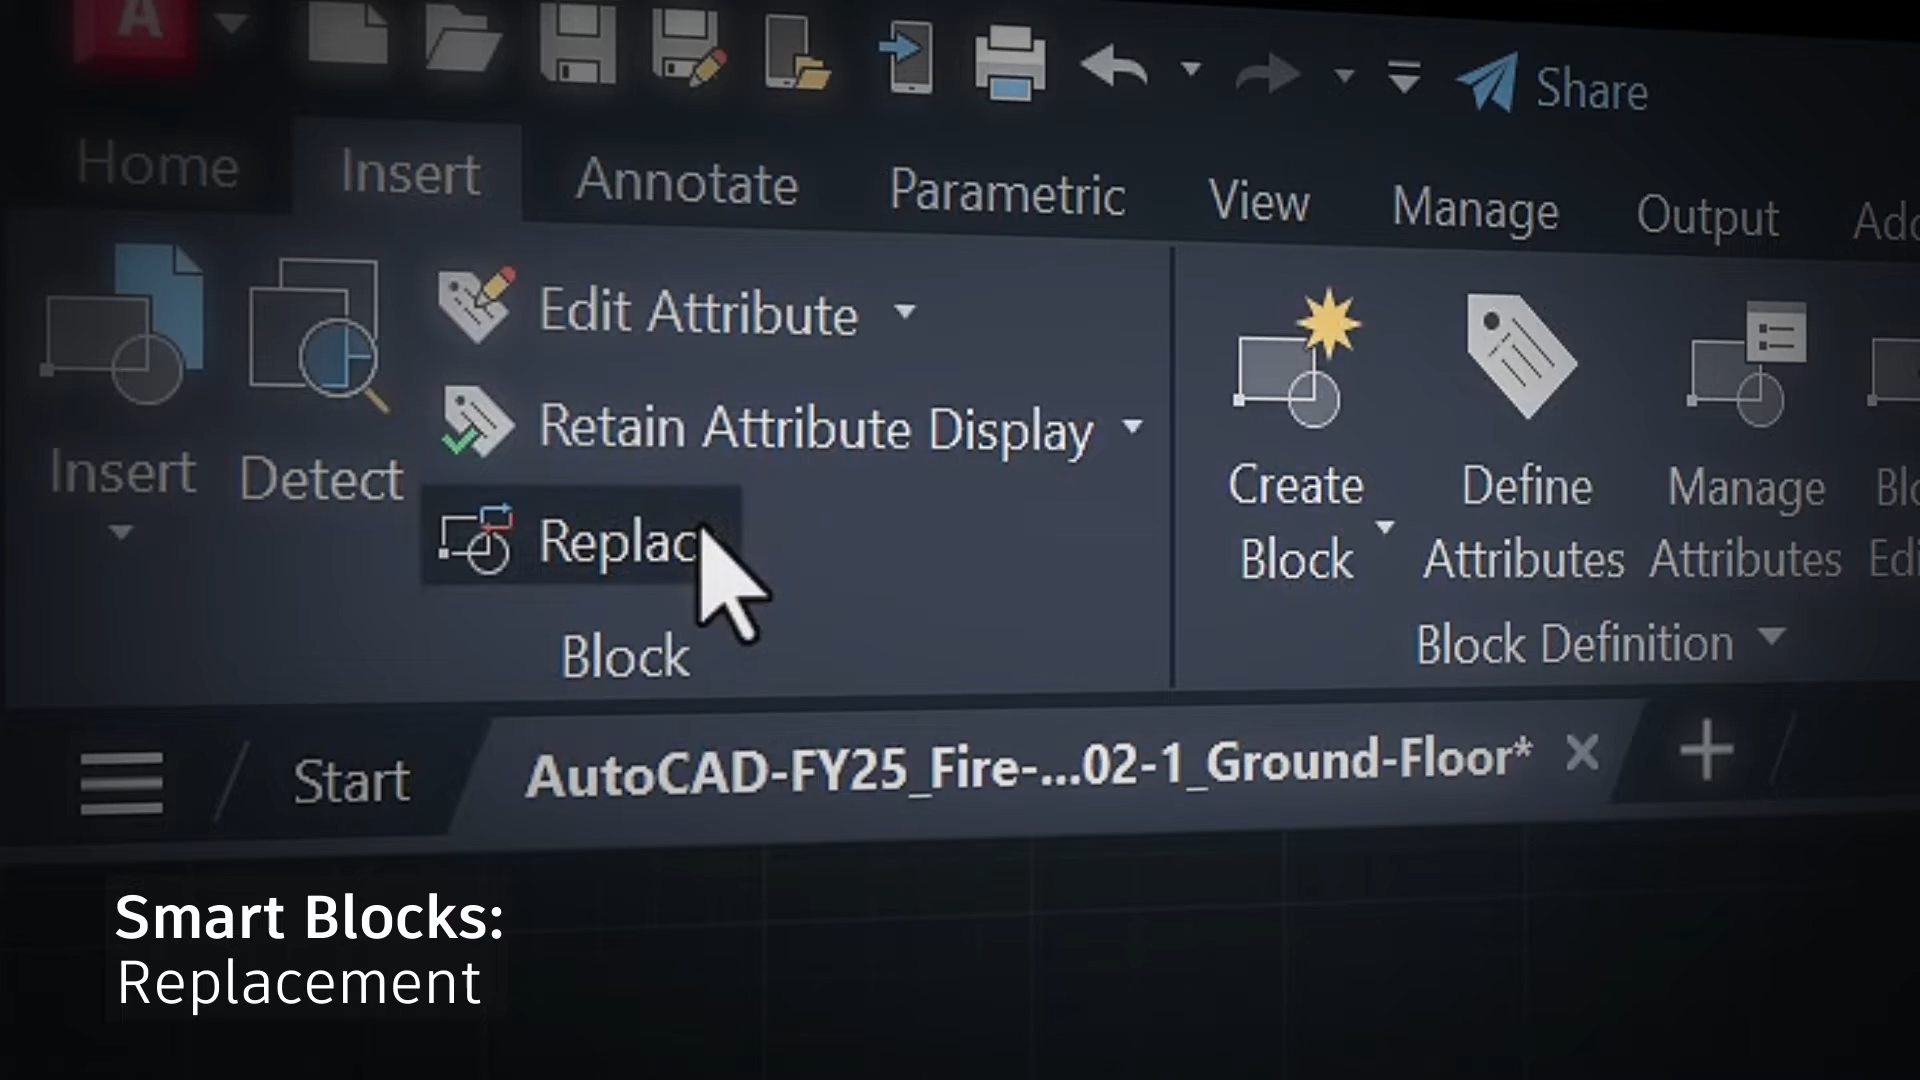 A
Share
Home Insert Annotate Parametric View Manage Output
Edit Attribute
Retain Attribute Display
Insert Detect
Create Block
Define Attributes
Manage Attributes
Block
Block Definition
Start AutoCAD-FY25_Fire-...02-1_Ground-Floor*
Smart Blocks:
Replacement